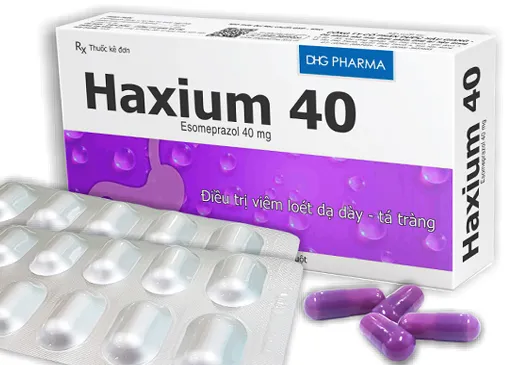 Rx Thuốc kê đơn
DHG PHARMA
Haxium 40
Esomeprazol 40 mg
Điều trị viêm loét dạ dày - tá tràng
Haxium 40
Esomeprazol 40 mg